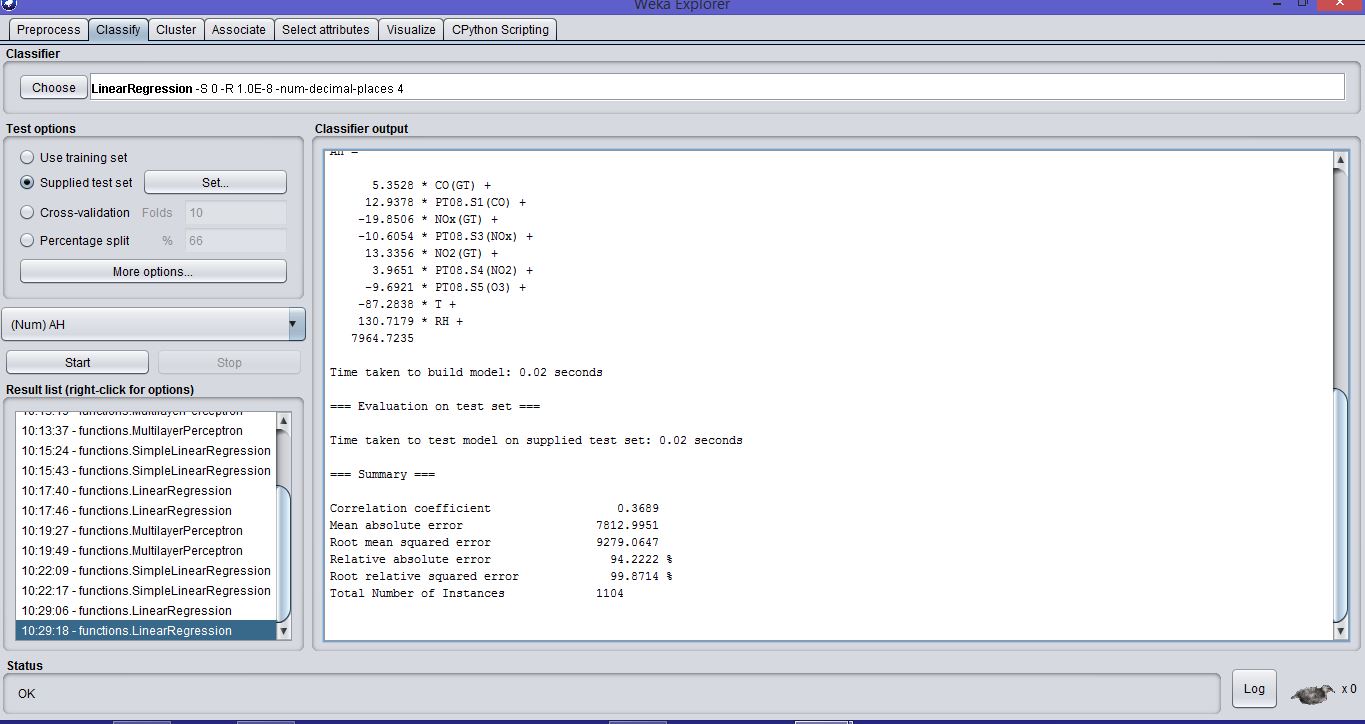 Weka Explorer
Preprocess Classify Cluster Associate Select attributes Visualize CPython Scripting
Classifier
Choose LinearRegression -S 0 -R 1.0E-8 -num-decimal-places 4
Test options
Use training set
Supplied test set Set...
Cross-validation Folds 10
Percentage split % 66
More options...
(Num) AH
Start Stop
Result list (right-click for options)
10:13:19 - functions.MultilayerPerceptron
10:13:37 - functions.MultilayerPerceptron
10:15:24 - functions.SimpleLinearRegression
10:15:43 - functions.SimpleLinearRegression
10:17:40 - functions.LinearRegression
10:17:46 - functions.LinearRegression
10:19:27 - functions.MultilayerPerceptron
10:19:49 - functions.MultilayerPerceptron
10:22:09 - functions.SimpleLinearRegression
10:22:17 - functions.SimpleLinearRegression
10:29:06 - functions.LinearRegression
10:29:18 - functions.LinearRegression
Classifier output
AH =
5.3528 * CO(GT) +
12.9378 * PT08.S1(CO) +
-19.8506 * NOx(GT) +
-10.6054 * PT08.S3(NOx) +
13.3356 * NO2(GT) +
3.9651 * PT08.S4(NO2) +
-9.6921 * PT08.S5(O3) +
-87.2838 * T +
130.7179 * RH +
7964.7235
Time taken to build model: 0.02 seconds
=== Evaluation on test set ===
Time taken to test model on supplied test set: 0.02 seconds
=== Summary ===
Correlation coefficient 0.3689
Mean absolute error 7812.9951
Root mean squared error 9279.0647
Relative absolute error 94.2222 %
Root relative squared error 99.8714 %
Total Number of Instances 1104
Status
OK
Log
x 0